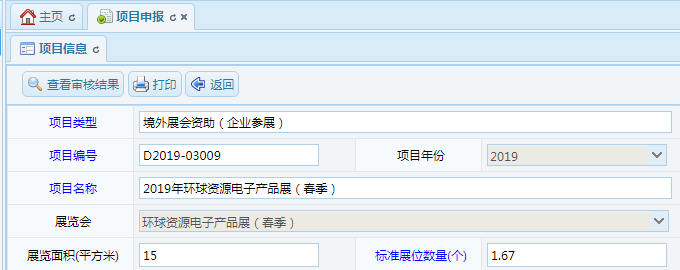 主页 项目申报
项目信息
查看审核结果 打印 返回
项目类型 境外展会资助（企业参展）
项目编号 D2019-03009 项目年份 2019
项目名称 2019年环球资源电子产品展（春季）
展览会 环球资源电子产品展（春季）
展览面积(平方米) 15 标准展位数量(个) 1.67